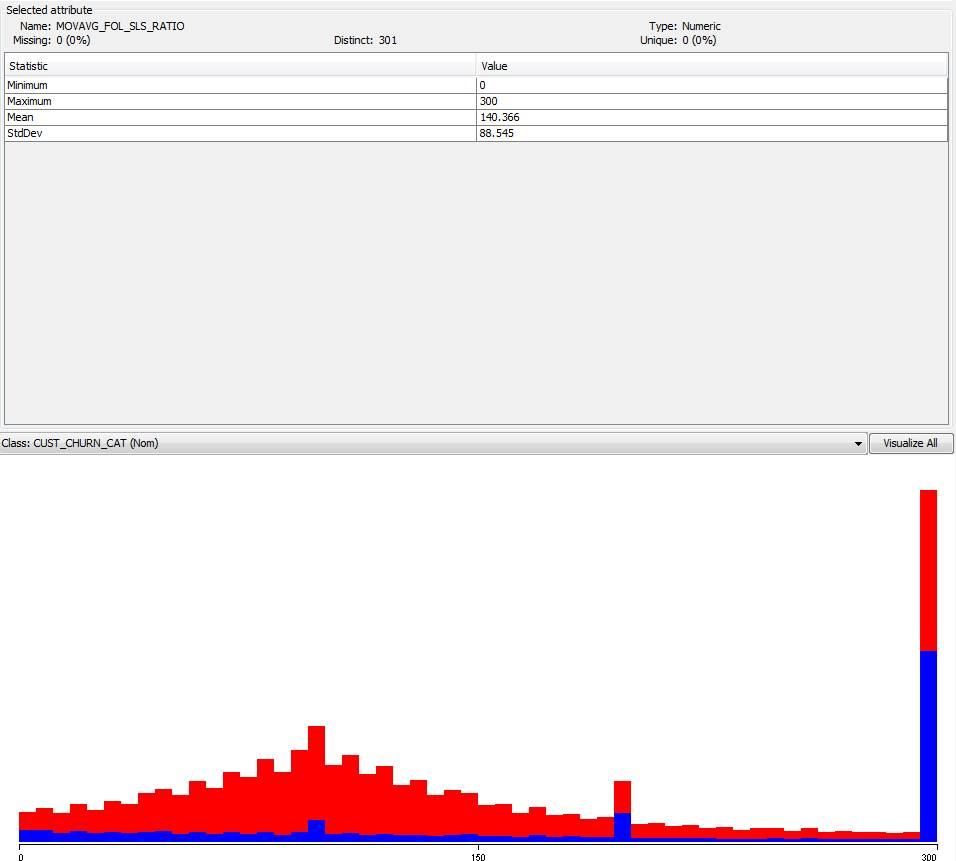 Selected attribute
Name: MOVAVG_FOL_SLS_RATIO Type: Numeric
Missing: 0 (0%) Distinct: 301 Unique: 0 (0%)
Statistic Value
Minimum 0
Maximum 300
Mean 140.366
StdDev 88.545
Class: CUST_CHURN_CAT (Nom) Visualize All
0 150 300